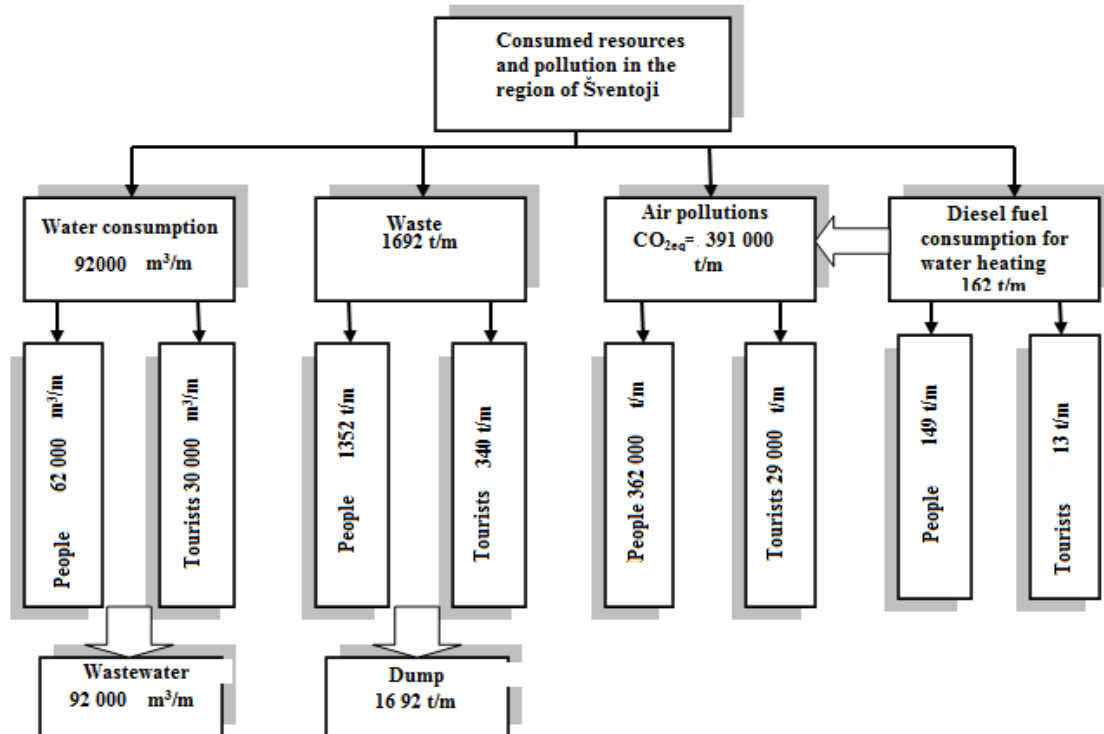 Consumed resources
and pollution in the
region of Šventoji
Water consumption
92000 m³/m
Waste
1692 t/m
Air pollutions
CO₂eq= . 391 000
t/m
Diesel fuel
consumption for
water heating
162 t/m
People 62 000 m³/m
Tourists 30 000 m³/m
People 1352 t/m
Tourists 340 t/m
People 362 000 t/m
Tourists 29 000 t/m
People 149 t/m
Tourists 13 t/m
Wastewater
92 000 m³/m
Dump
16 92 t/m